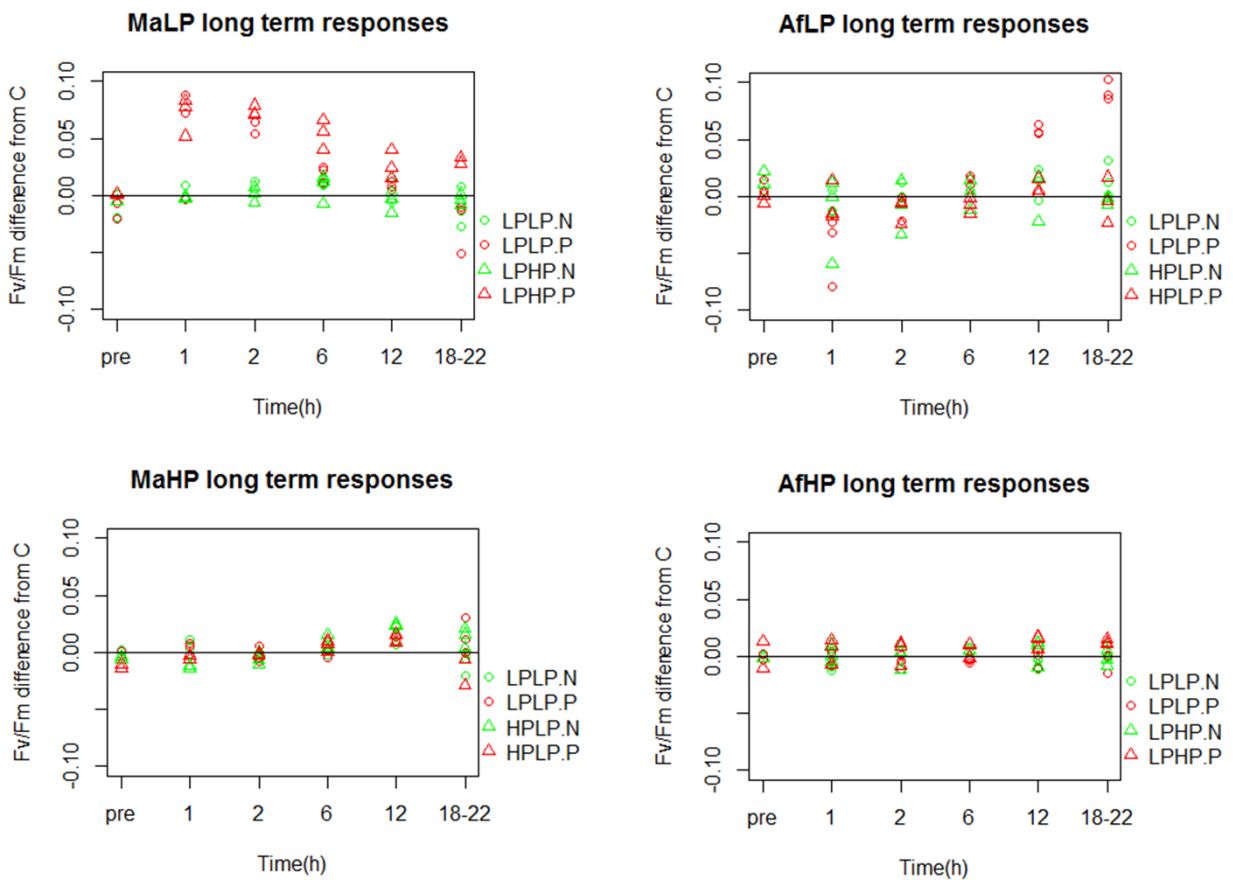 MaLP long term responses
Fv/Fm difference from C
0.10
0.05
0.00
-0.10
pre 1 2 6 12 18-22
Time(h)
LPLP.N
LPLP.P
LPHP.N
LPHP.P
AfLP long term responses
Fv/Fm difference from C
0.10
0.05
0.00
-0.10
pre 1 2 6 12 18-22
Time(h)
LPLP.N
LPLP.P
HPLP.N
HPLP.P
MaHP long term responses
Fv/Fm difference from C
0.10
0.05
0.00
-0.10
pre 1 2 6 12 18-22
Time(h)
LPLP.N
LPLP.P
HPLP.N
HPLP.P
AfHP long term responses
Fv/Fm difference from C
0.10
0.05
0.00
-0.10
pre 1 2 6 12 18-22
Time(h)
LPLP.N
LPLP.P
LPHP.N
LPHP.P